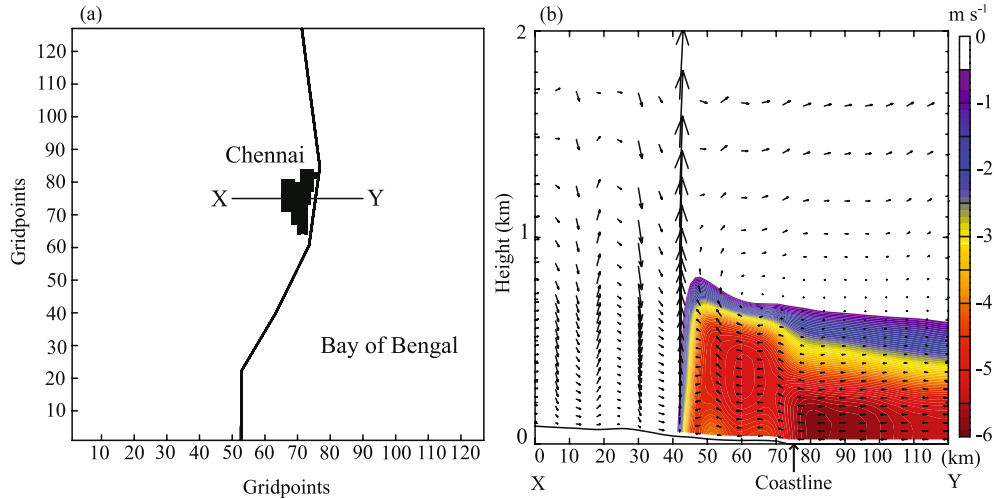 (a)
120
110
100
90
80
70
60
50
40
30
20
10
Gridpoints
Chennai
X
Y
Bay of Bengal
10 20 30 40 50 60 70 80 90 100 110 120
Gridpoints
(b)
m s⁻¹
2
1
0
Height (km)
0 10 20 30 40 50 60 70 80 90 100 110 (km)
X
Coastline
Y
0
-1
-2
-3
-4
-5
-6